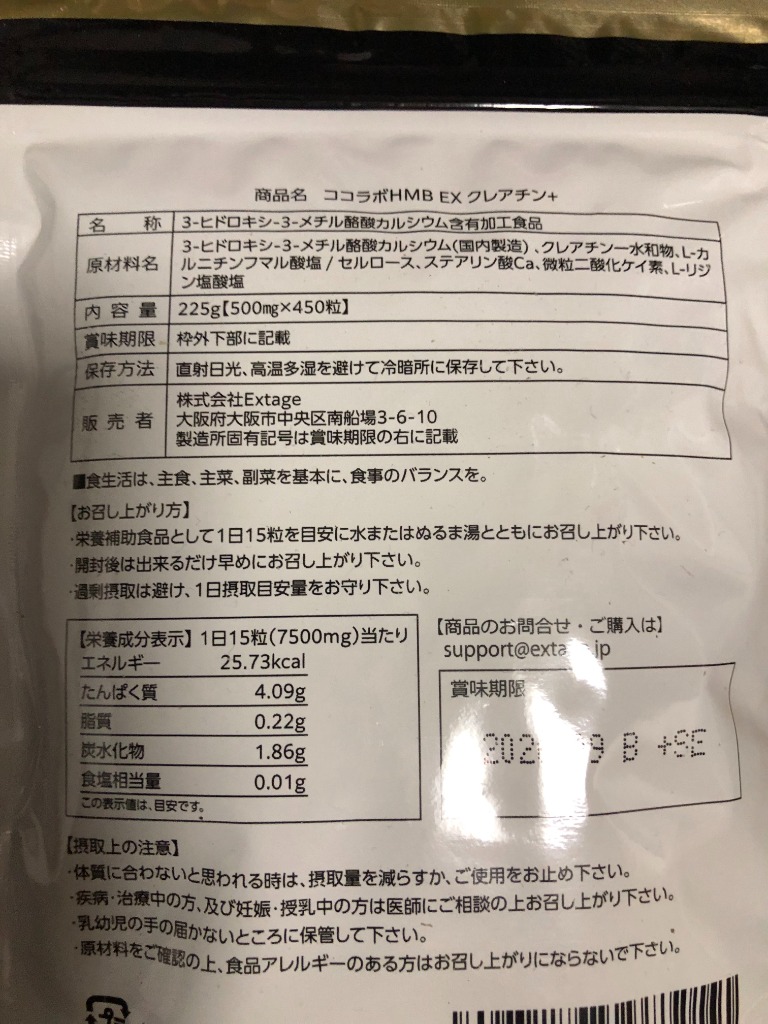 商品名 ココラボHMB EX クレアチン+
名称 3-ヒドロキシ-3-メチル酪酸カルシウム含有加工食品
原材料名 3-ヒドロキシ-3-メチル酪酸カルシウム(国内製造)、クレアチン一水和物、L-カ
ルニチンフマル酸塩 / セルロース、ステアリン酸Ca、微粒二酸化ケイ素、L-リジ
ン塩酸塩
内容量 225g【500mg×450粒】
賞味期限 枠外下部に記載
保存方法 直射日光、高温多湿を避けて冷暗所に保存して下さい。
販売者 株式会社Extage
大阪府大阪市中央区南船場3-6-10
製造所固有記号は賞味期限の右に記載
■食生活は、主食、主菜、副菜を基本に、食事のバランスを。
【お召し上がり方】
・栄養補助食品として1日15粒を目安に水またはぬるま湯とともにお召し上がり下さい。
・開封後は出来るだけ早めにお召し上がり下さい。
・過剰摂取は避け、1日摂取目安量をお守り下さい。
【栄養成分表示】1日15粒(7500mg)当たり
エネルギー 25.73kcal
たんぱく質 4.09g
脂質 0.22g
炭水化物 1.86g
食塩相当量 0.01g
この表示値は、目安です。
【商品のお問合せ・ご購入は】
賞味期限
B +SE
【摂取上の注意】
・体質に合わないと思われる時は、摂取量を減らすか、ご使用をお止め下さい。
・疾病・治療中の方、及び妊娠・授乳中の方は医師にご相談の上お召し上がり下さい。
・乳幼児の手の届かないところに保管して下さい。
・原材料をご確認の上、食品アレルギーのある方はお召し上がりにならないで下さい。